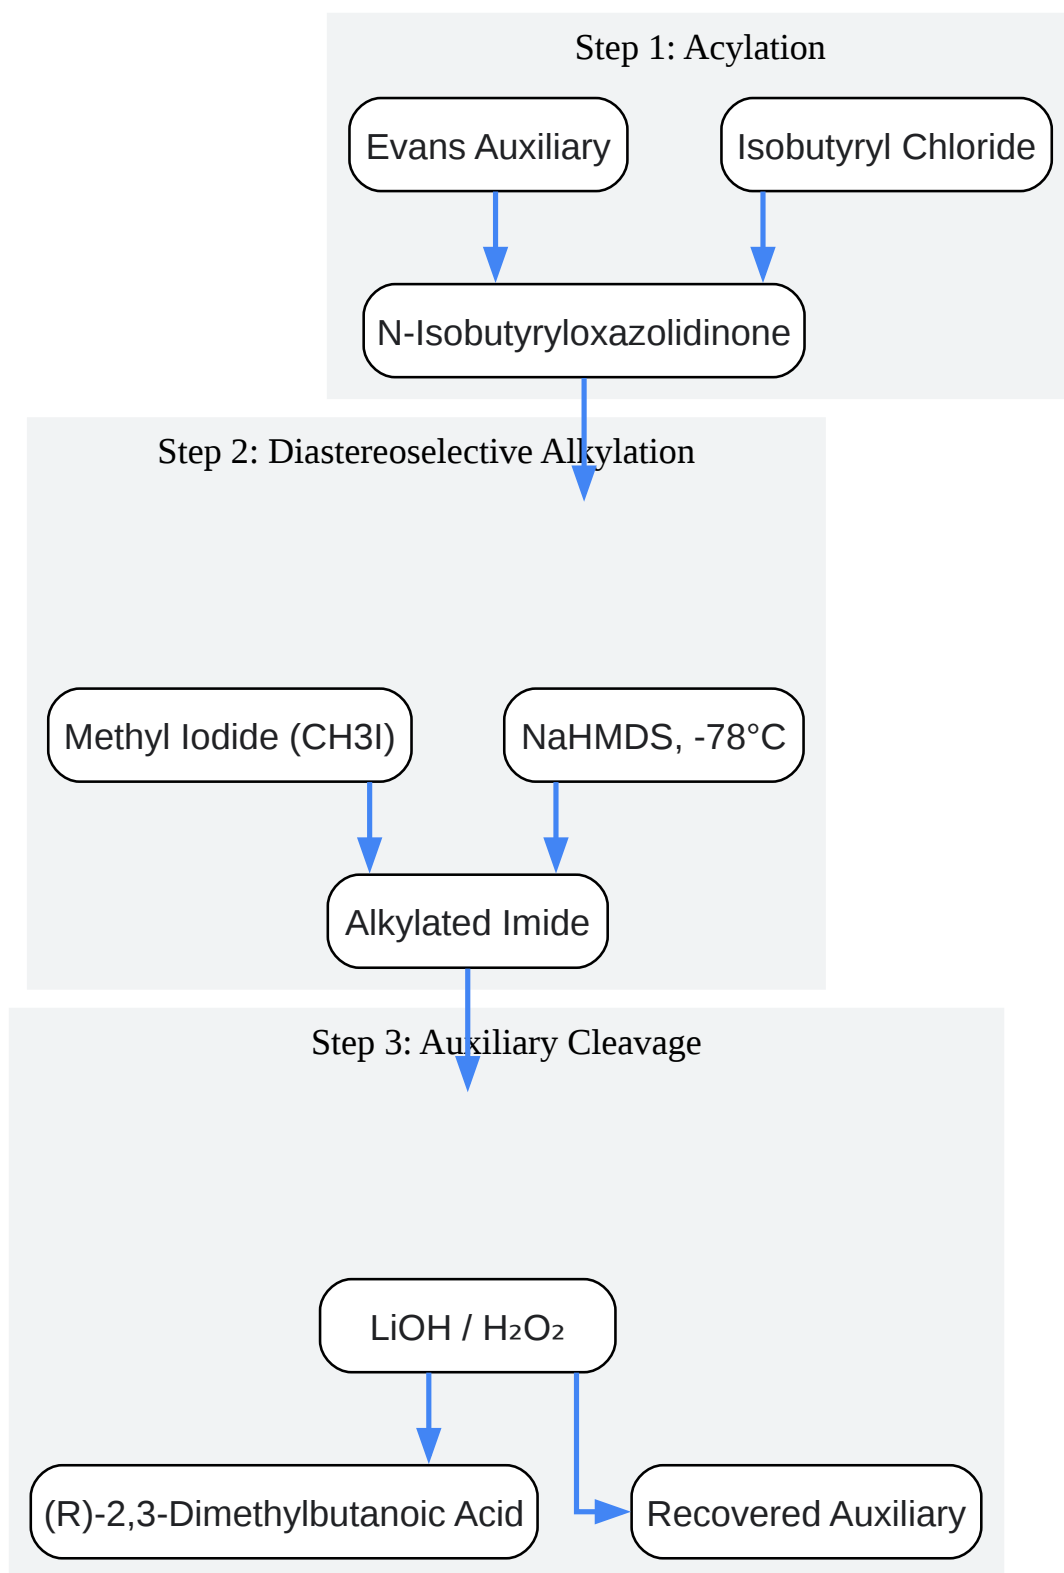 Step 1: Acylation
Evans Auxiliary
Isobutyryl Chloride
N-Isobutyryloxazolidinone
Step 2: Diastereoselective Alkylation
Methyl Iodide (CH3I)
NaHMDS, -78°C
Alkylated Imide
Step 3: Auxiliary Cleavage
LiOH / H₂O₂
(R)-2,3-Dimethylbutanoic Acid
Recovered Auxiliary